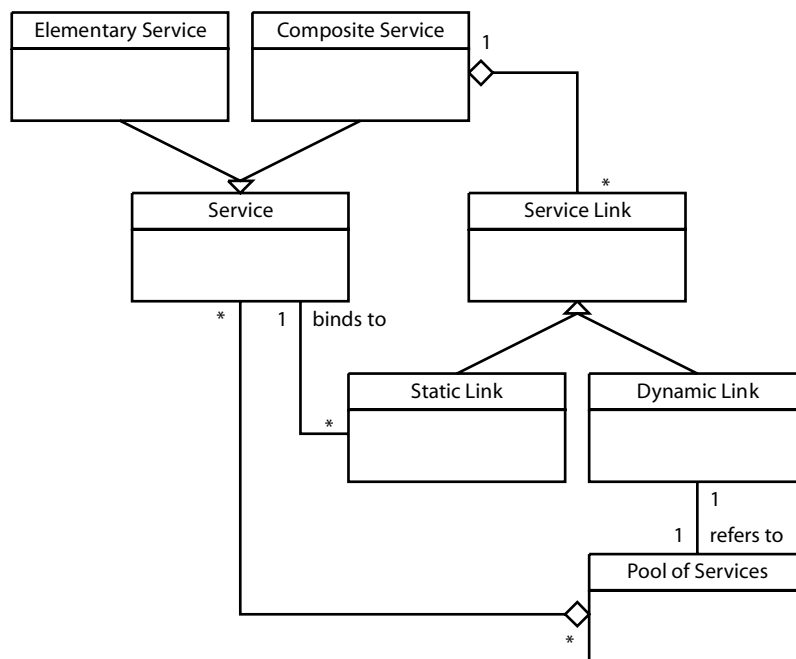 Elementary Service
Composite Service
1
*
Service
Service Link
*
1
binds to
*
Static Link
Dynamic Link
1
1
refers to
Pool of Services
*